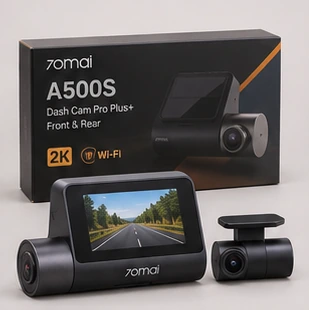 70mai
A500S
Dash Cam Pro Plus+
Front & Rear
2K
Wi-Fi
70mai